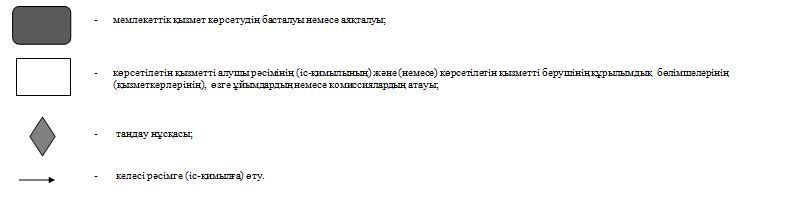 - мемлекеттік қызмет көрсетудің басталуы немесе аяқталуы;
- көрсетілетін қызметті алушы рәсімінің (іс-қимылының) және (немесе) көрсетілетін қызметті берушінің құрылымдық бөлімшелерінің
(қызметкерлерінің), өзге ұйымдардың немесе комиссиялардың атауы;
- таңдау нұсқасы;
- келесі рәсімге (іс-қимылға) өту.